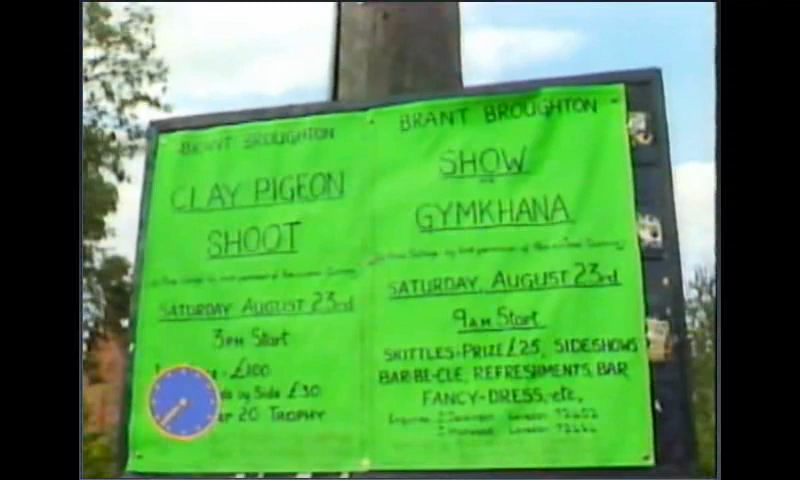 BRANT BROUGHTON
CLAY PIGEON
SHOOT
SATURDAY AUGUST 23rd
3PM Start
£100
by Side £30
20 TROPHY
BRANT BROUGHTON
SHOW
GYMKHANA
SATURDAY, AUGUST 23rd
9AM Start
SKITTLES-PRIZE £25, SIDESHOWS
BAR-BE-CUE, REFRESHMENTS, BAR
FANCY-DRESS, etc,